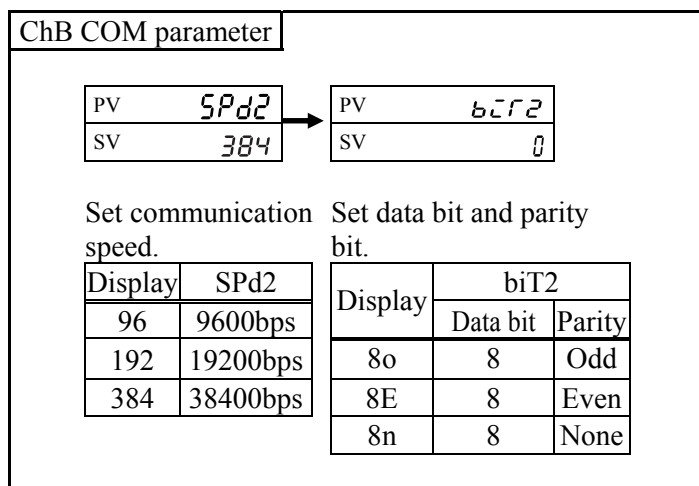 ChB COM parameter
PV SPd2
SV 384
PV biT2
SV 0
Set communication
speed.
Set data bit and parity
bit.
Display SPd2
96 9600bps
192 19200bps
384 38400bps
Display biT2
Data bit Parity
8o 8 Odd
8E 8 Even
8n 8 None